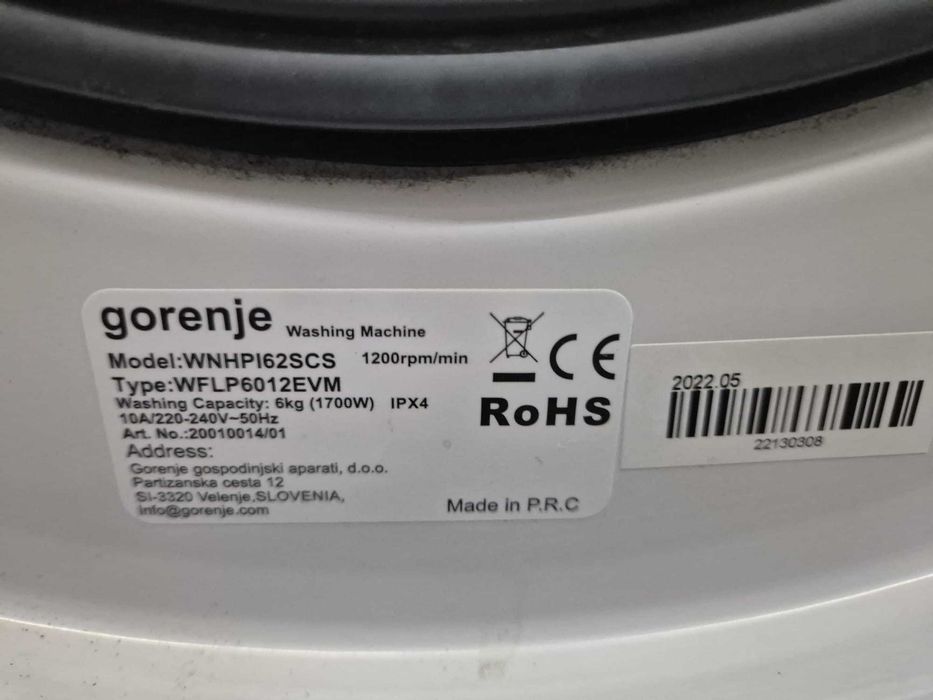 gorenje Washing Machine
Model:WNHPI62SCS 1200rpm/min
Type:WFLP6012EVM
Washing Capacity: 6kg (1700W) IPX4
10A/220-240V~50Hz
Art. No.:20010014/01
Address:
Gorenje gospodinjski aparati, d.o.o.
Partizanska cesta 12
SI-3320 Velenje,SLOVENIA,
info@gorenje.com
Made in P.R.C
CE
RoHS
2022.05
22130308